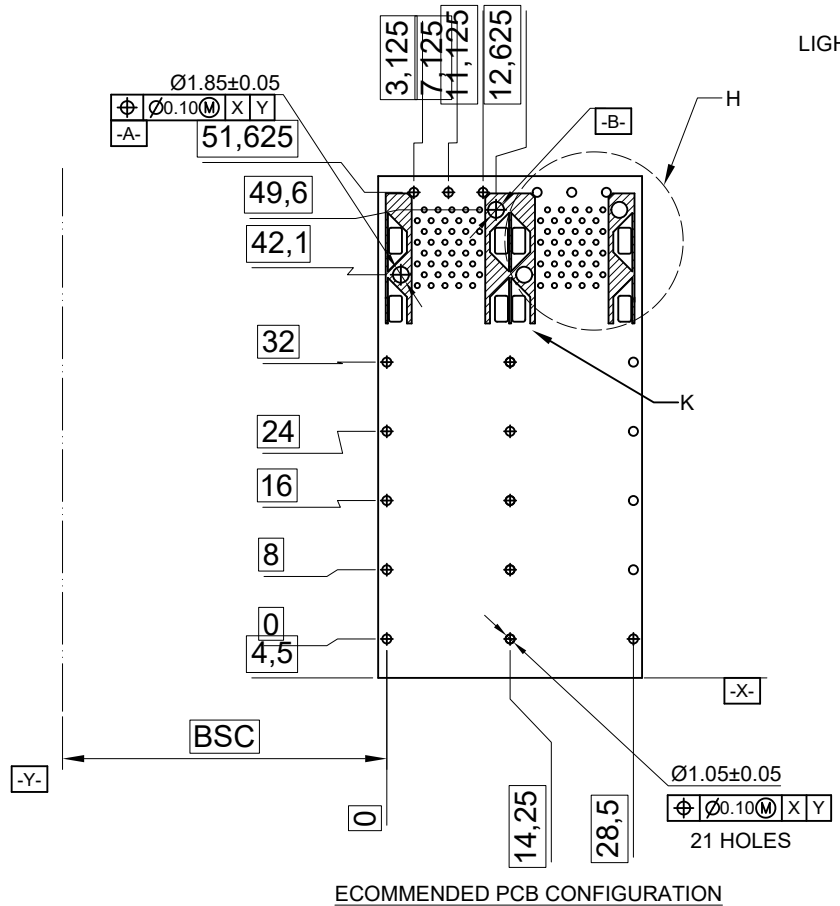 3,125
7,125
11,125
12,625
LIGH
Ø1.85±0.05
⌖ Ø0.10Ⓜ X Y
-A-
51,625
-B-
H
49,6
42,1
32
K
24
16
8
0
4,5
-X-
BSC
-Y-
Ø1.05±0.05
⌖ Ø0.10Ⓜ X Y
21 HOLES
0
14,25
28,5
ECOMMENDED PCB CONFIGURATION